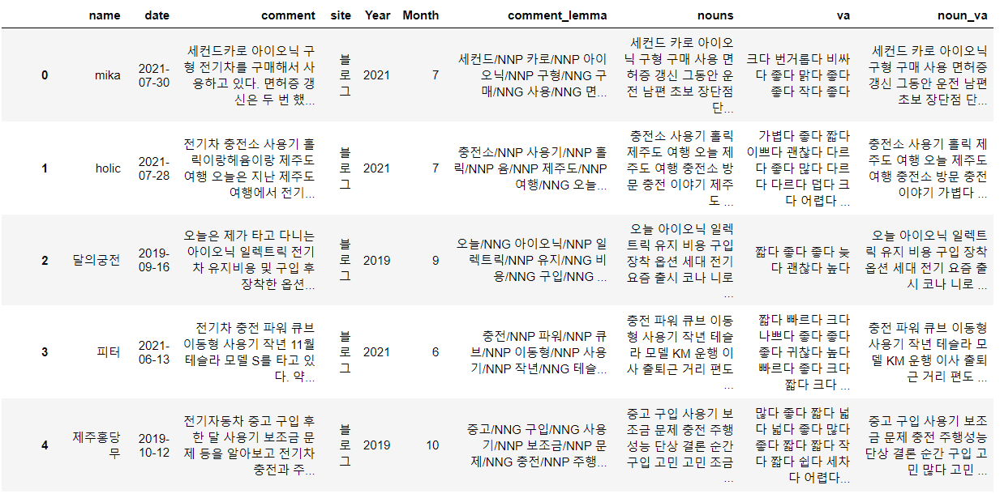 name date comment site Year Month comment_lemma nouns va noun_va
0 mika 2021-07-30 세컨드카로 아이오닉 구형 전기차를 구매해서 사용하고 있다. 면허증 갱신은 두 번 했... 블로그 2021 7 세컨드/NNP 카로/NNP 아이오닉/NNP 구형/NNG 구매/NNG 사용/NNG 면... 세컨드 카로 아이오닉 구형 구매 사용 면허증 갱신 그동안 운전 남편 초보 장단점 단... 크다 번거롭다 비싸다 좋다 맑다 좋다 좋다 작다 좋다 세컨드 카로 아이오닉 구형 구매 사용 면허증 갱신 그동안 운전 남편 초보 장단점 단...
1 holic 2021-07-28 전기차 충전소 사용기 홀릭이랑헤윰이랑 제주도 여행 오늘은 지난 제주도 여행에서 전기... 블로그 2021 7 충전소/NNP 사용기/NNP 홀릭/NNP 윰/NNP 제주도/NNP 여행/NNG 오늘... 충전소 사용기 홀릭 제주도 여행 오늘 제주도 여행 충전소 방문 충전 이야기 제주도 ... 가볍다 좋다 짧다 이쁘다 괜찮다 다르다 좋다 많다 다르다 다르다 덥다 크다 어렵다 ... 충전소 사용기 홀릭 제주도 여행 오늘 제주도 여행 충전소 방문 충전 이야기 가볍다 ...
2 달의궁전 2019-09-16 오늘은 제가 타고 다니는 아이오닉 일렉트릭 전기차 유지비용 및 구입 후 장착한 옵션... 블로그 2019 9 오늘/NNG 아이오닉/NNP 일렉트릭/NNP 유지/NNG 비용/NNG 구입/NNG ... 오늘 아이오닉 일렉트릭 유지 비용 구입 장착 옵션 세대 전기 요즘 출시 코나 니로 ... 짧다 좋다 좋다 늦다 괜찮다 높다 오늘 아이오닉 일렉트릭 유지 비용 구입 장착 옵션 세대 전기 요즘 출시 코나 니로 ...
3 피터 2021-06-13 전기차 충전 파워 큐브 이동형 사용기 작년 11월 테슬라 모델 S를 타고 있다. 약... 블로그 2021 6 충전/NNP 파워/NNP 큐브/NNP 이동형/NNP 사용기/NNP 작년/NNG 테슬... 충전 파워 큐브 이동형 사용기 작년 테슬라 모델 KM 운행 이사 출퇴근 거리 편도 ... 짧다 빠르다 크다 나쁘다 좋다 좋다 좋다 귀찮다 높다 빠르다 좋다 크다 짧다 크다 ... 충전 파워 큐브 이동형 사용기 작년 테슬라 모델 KM 운행 이사 출퇴근 거리 편도 ...
4 제주홍당무 2019-10-12 전기자동차 중고 구입 후 한 달 사용기 보조금 문제 등을 알아보고 전기차 충전과 주... 블로그 2019 10 중고/NNG 구입/NNG 사용기/NNP 보조금/NNP 문제/NNG 충전/NNP 주행... 중고 구입 사용기 보조금 문제 충전 주행성능 단상 결론 순간 구입 고민 고민 조금 ... 많다 좋다 짧다 넓다 넓다 좋다 많다 좋다 짧다 짧다 작다 짧다 쉽다 세차다 어렵다... 중고 구입 사용기 보조금 문제 충전 주행성능 단상 결론 순간 구입 고민 많다 고민 ...